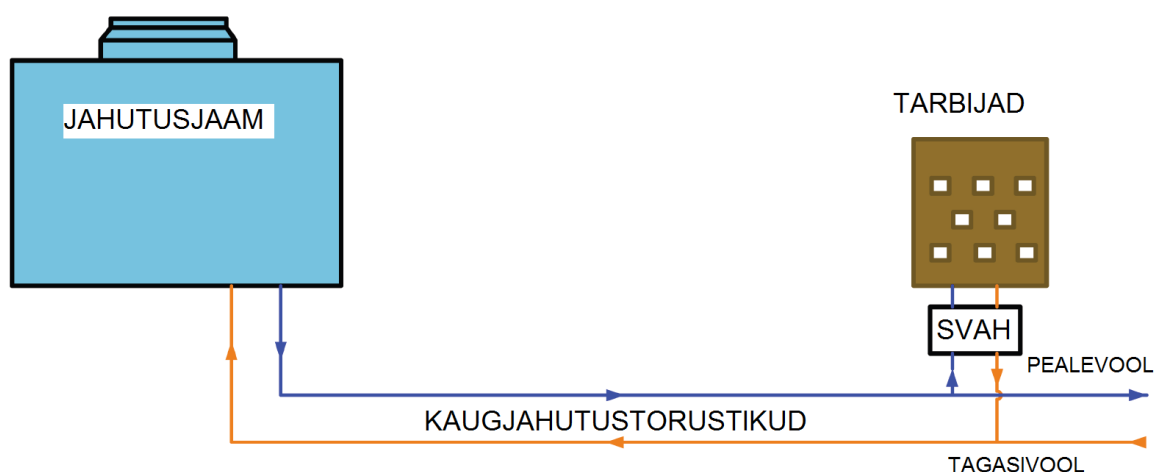 JAHUTUSJAAM
TARBIJAD
SVAH
PEALEVOOL
KAUGJAHUTUSTORUSTIKUD
TAGASIVOOL